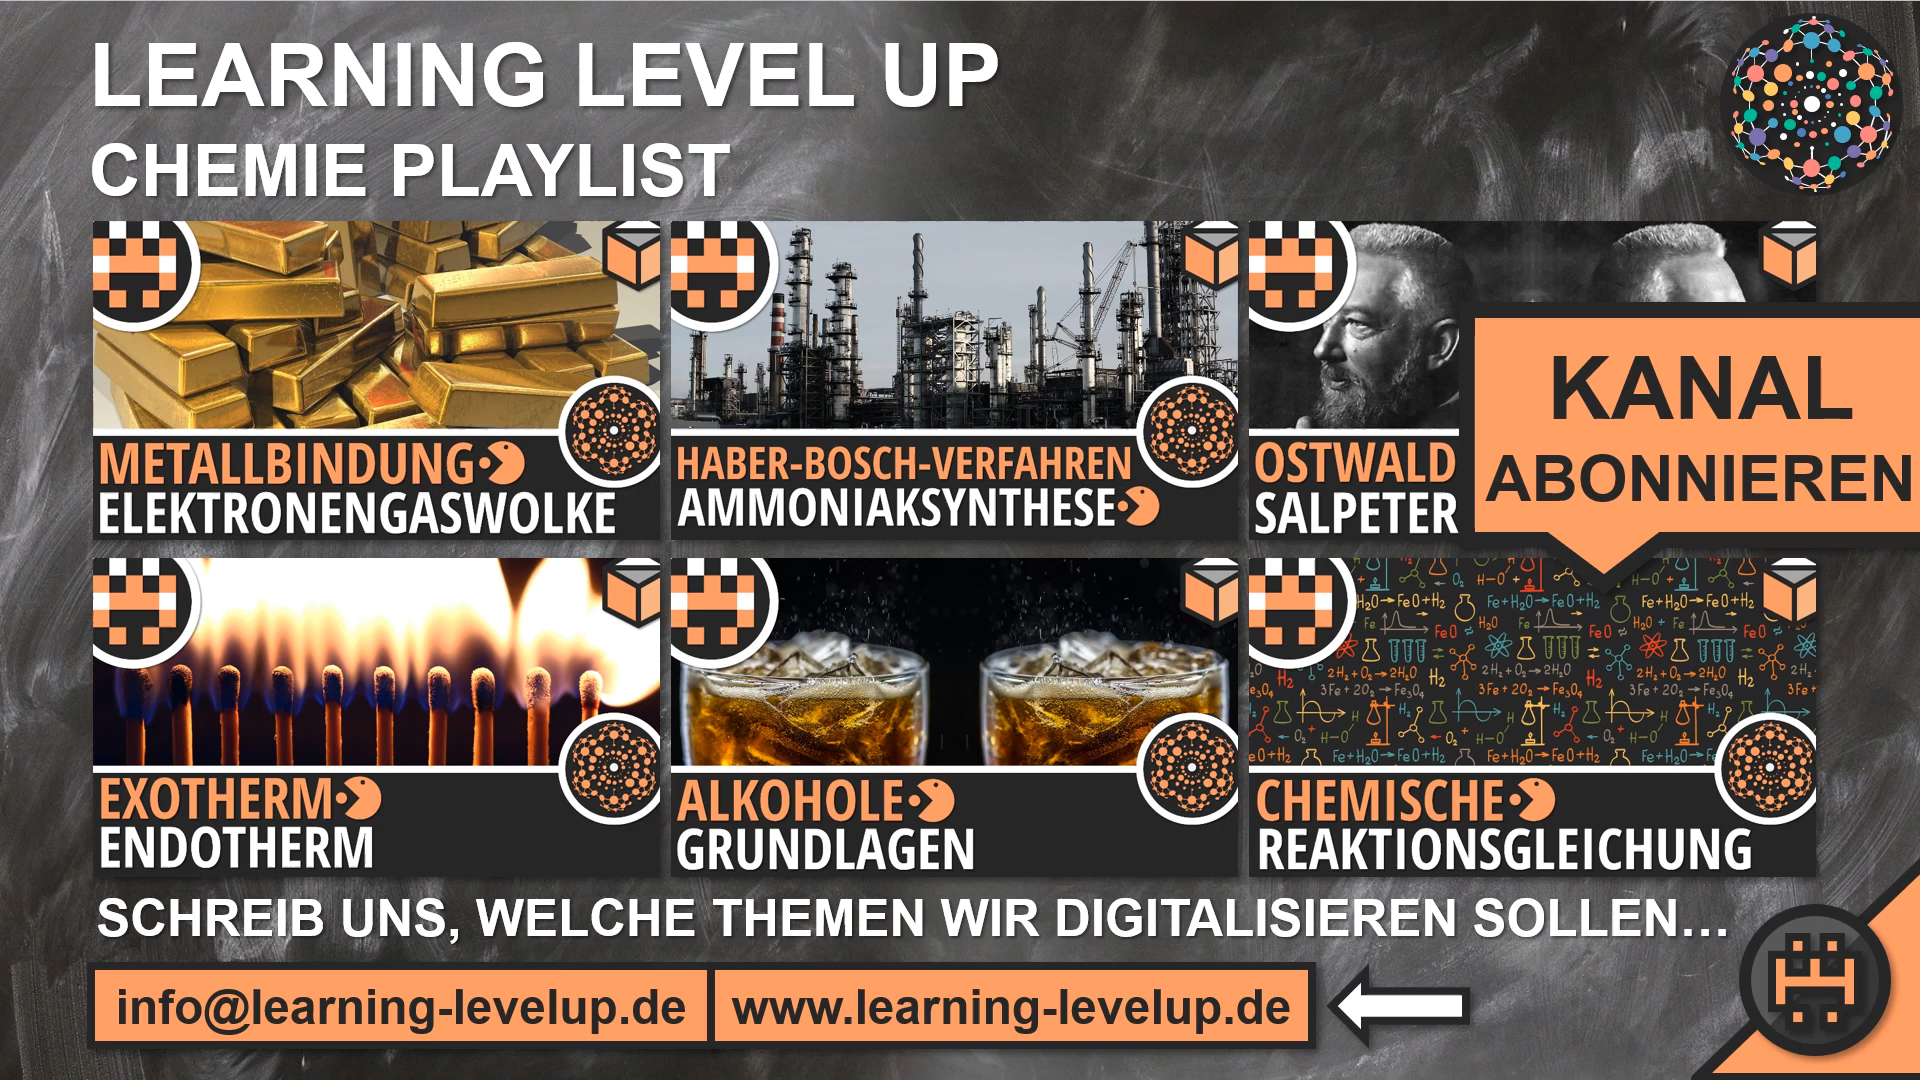 LEARNING LEVEL UP
CHEMIE PLAYLIST
METALLBINDUNG
ELEKTRONENGASWOLKE
HABER-BOSCH-VERFAHREN
AMMONIAKSYNTHESE
OSTWALD
SALPETER
KANAL
ABONNIEREN
EXOTHERM
ENDOTHERM
ALKOHOLE
GRUNDLAGEN
CHEMISCHE
REAKTIONSGLEICHUNG
SCHREIB UNS, WELCHE THEMEN WIR DIGITALISIEREN SOLLEN...
info@learning-levelup.de
www.learning-levelup.de